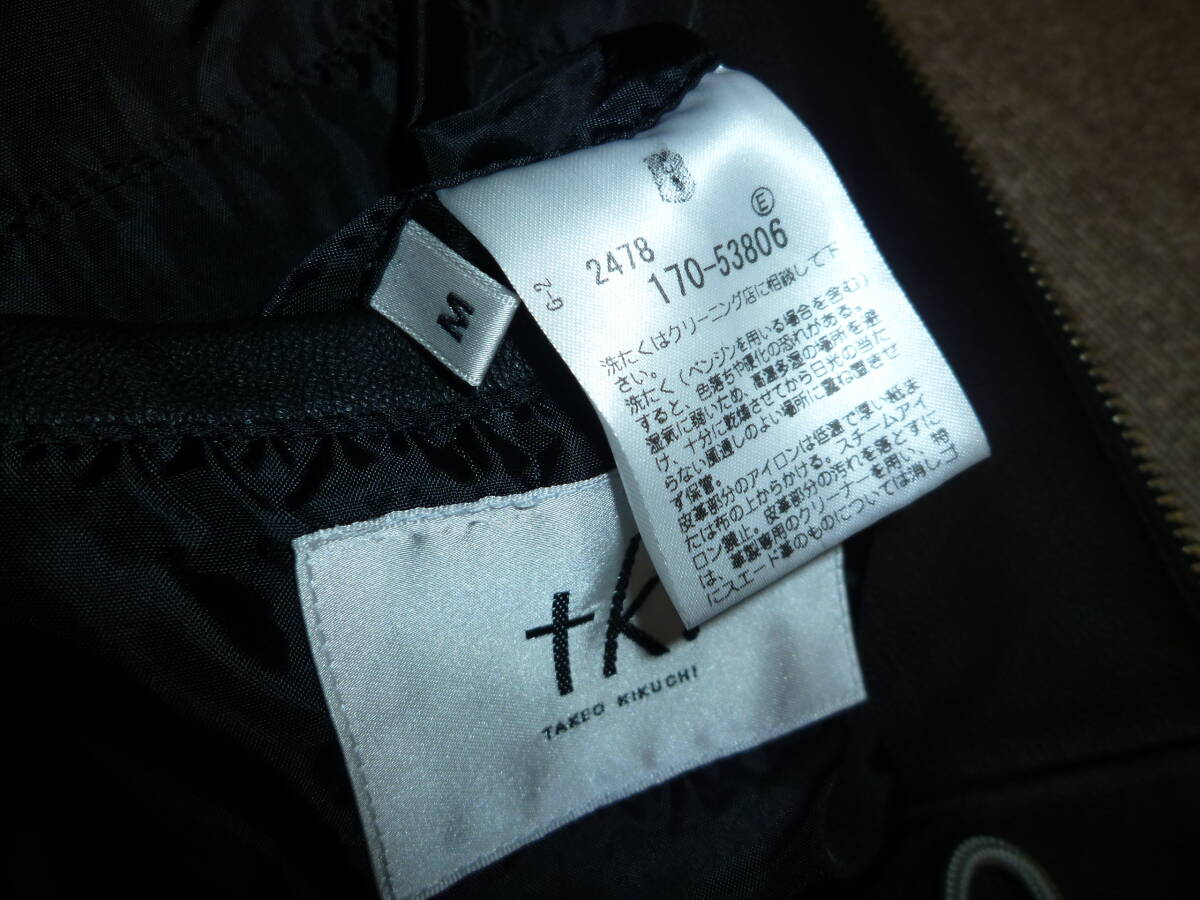 Ⓔ
G-2
2478
170-53806
洗たくはクリーニング店に相談して下
さい。
洗たく(ベンジンを用いる場合を含む)
すると、色落ちや硬化の恐れがある。
湿気に弱いため、高温多湿の場所を避
け、十分に乾燥させてから日光の当た
らない風通しのよい場所に重ね置きせ
ず保管。
皮革部分のアイロンは低温で厚い紙ま
たは布の上からかける。スチームアイ
ロン禁止。皮革部分の汚れを落とすに
は、革製専用のクリーナーを用い、特
にスエード革のものについては消しゴ
M
tk.
TAKEO KIKUCHI